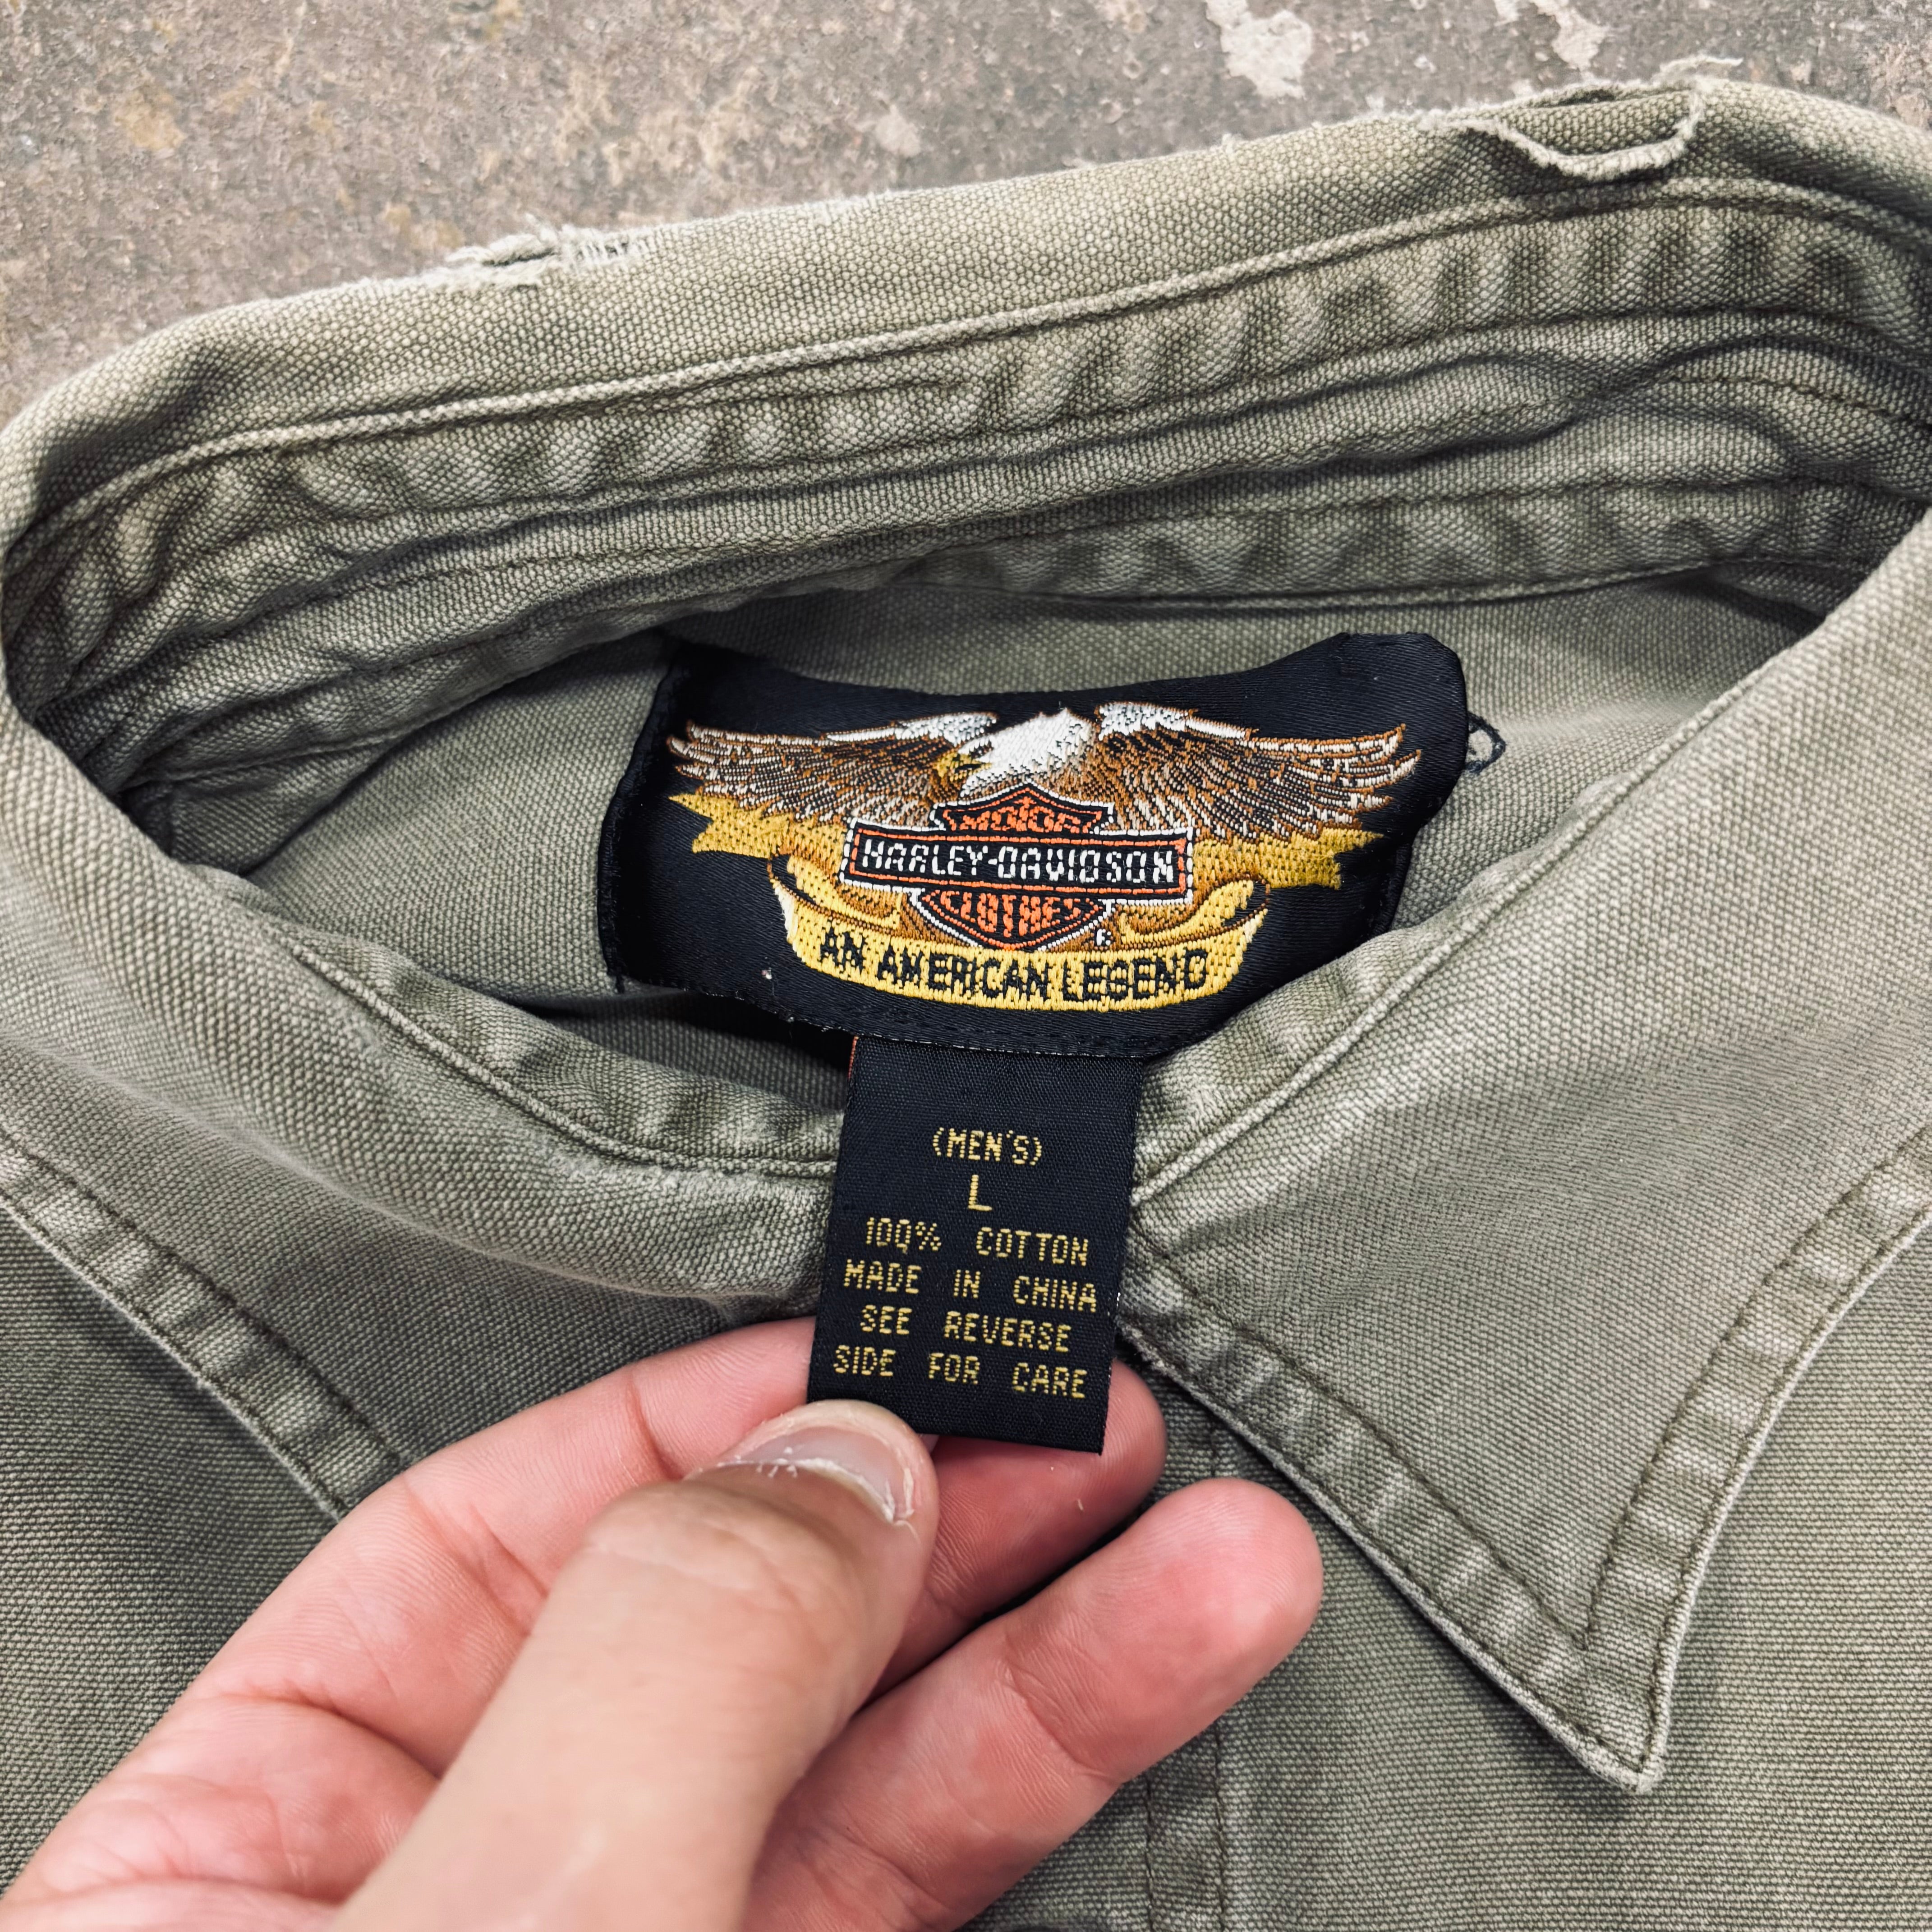 MOTOR
HARLEY-DAVIDSON
CLOTHES
®
AN AMERICAN LEGEND
(MEN'S)
L
100% COTTON
MADE IN CHINA
SEE REVERSE
SIDE FOR CARE